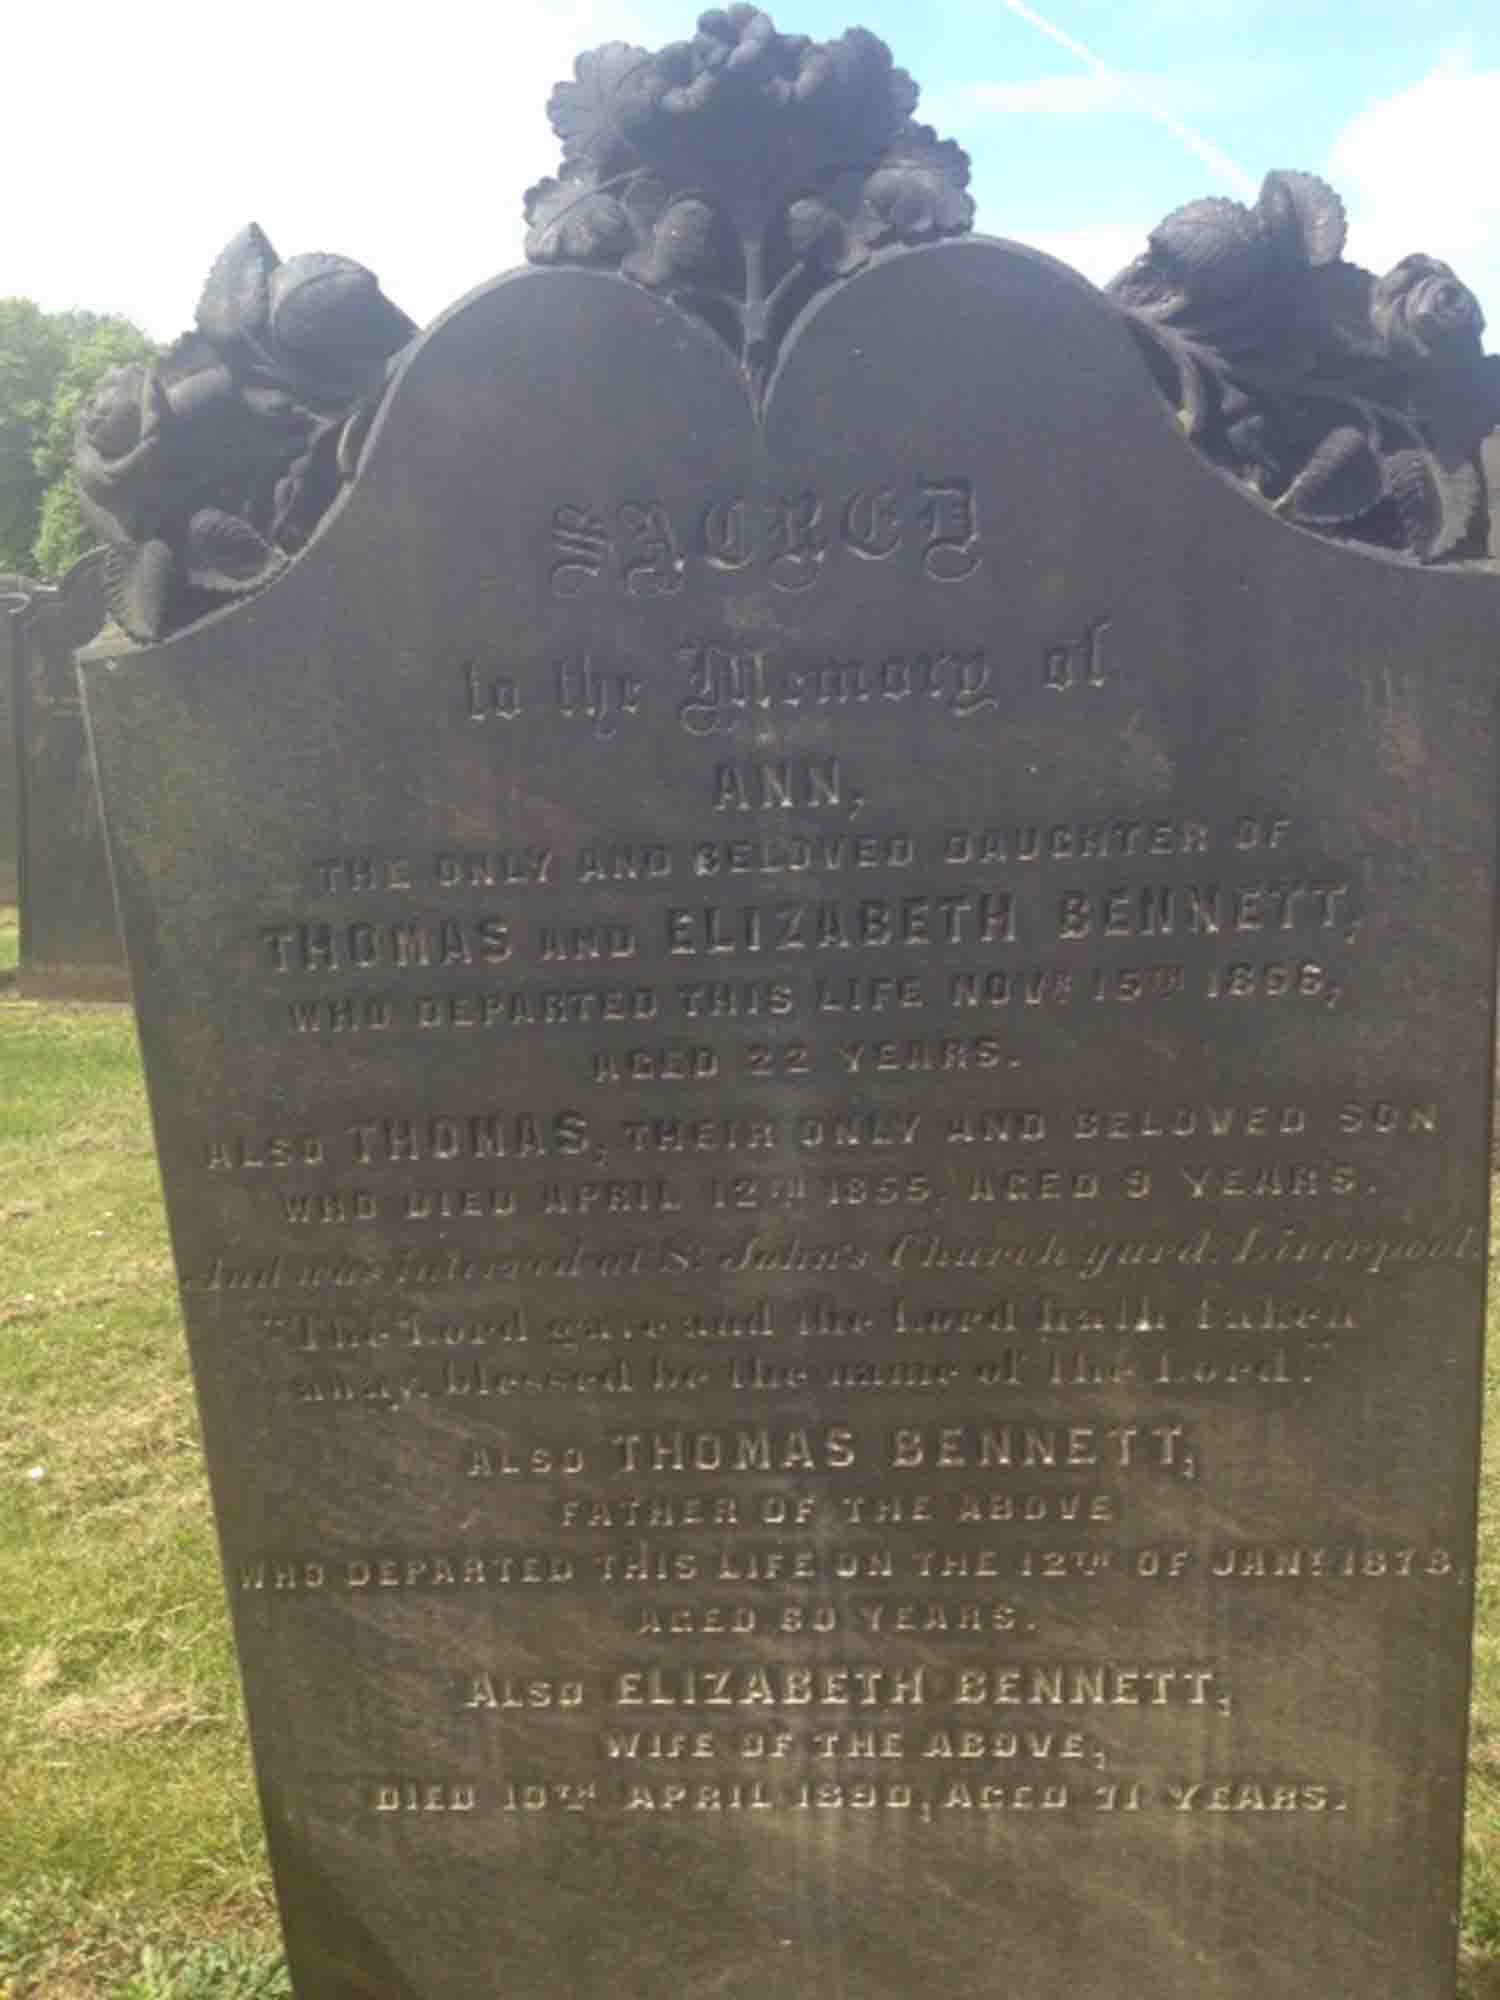 SACRED
to the Memory of
ANN,
THE ONLY AND BELOVED DAUGHTER OF
THOMAS AND ELIZABETH BENNETT,
WHO DEPARTED THIS LIFE NOVR 15TH
AGED 22 YEARS.
ALSO THOMAS, THEIR ONLY AND BELOVED SON
WHO DIED APRIL 12TH 1855, AGED 9 YEARS.
And was interred at St John's Church yard, Liverpool.
"The Lord gave and the Lord hath taken
away, blessed be the name of the Lord."
ALSO THOMAS BENNETT,
FATHER OF THE ABOVE
WHO DEPARTED THIS LIFE ON THE 12TH OF JANY
AGED 60 YEARS.
ALSO ELIZABETH BENNETT,
WIFE OF THE ABOVE,
DIED 10TH APRIL 1890, AGED 71 YEARS.